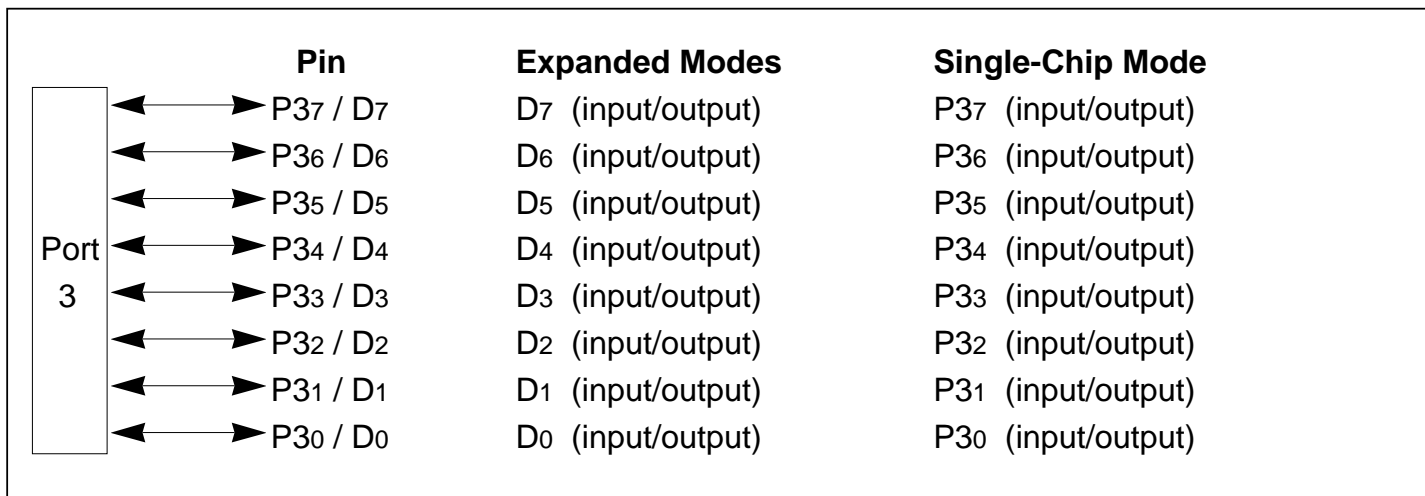 Pin Expanded Modes Single-Chip Mode
P37 / D7 D7 (input/output) P37 (input/output)
P36 / D6 D6 (input/output) P36 (input/output)
P35 / D5 D5 (input/output) P35 (input/output)
Port P34 / D4 D4 (input/output) P34 (input/output)
3 P33 / D3 D3 (input/output) P33 (input/output)
P32 / D2 D2 (input/output) P32 (input/output)
P31 / D1 D1 (input/output) P31 (input/output)
P30 / D0 D0 (input/output) P30 (input/output)